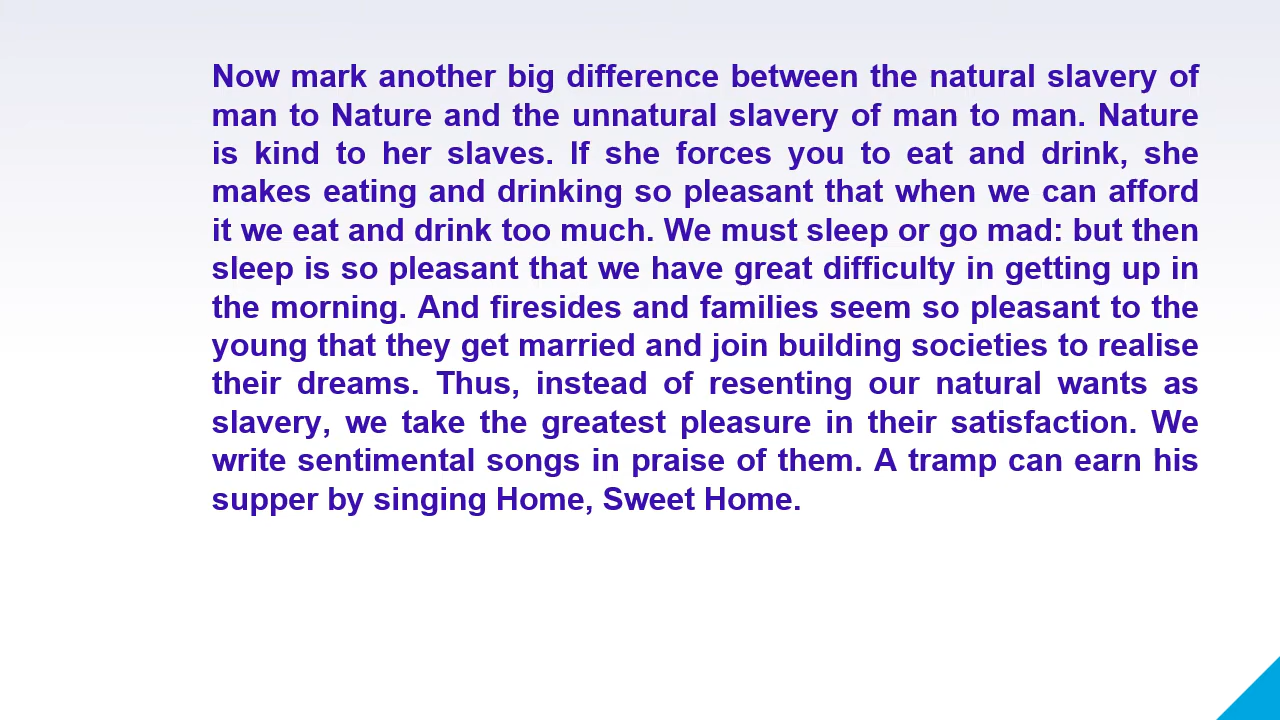 Now mark another big difference between the natural slavery of
man to Nature and the unnatural slavery of man to man. Nature
is kind to her slaves. If she forces you to eat and drink, she
makes eating and drinking so pleasant that when we can afford
it we eat and drink too much. We must sleep or go mad: but then
sleep is so pleasant that we have great difficulty in getting up in
the morning. And firesides and families seem so pleasant to the
young that they get married and join building societies to realise
their dreams. Thus, instead of resenting our natural wants as
slavery, we take the greatest pleasure in their satisfaction. We
write sentimental songs in praise of them. A tramp can earn his
supper by singing Home, Sweet Home.